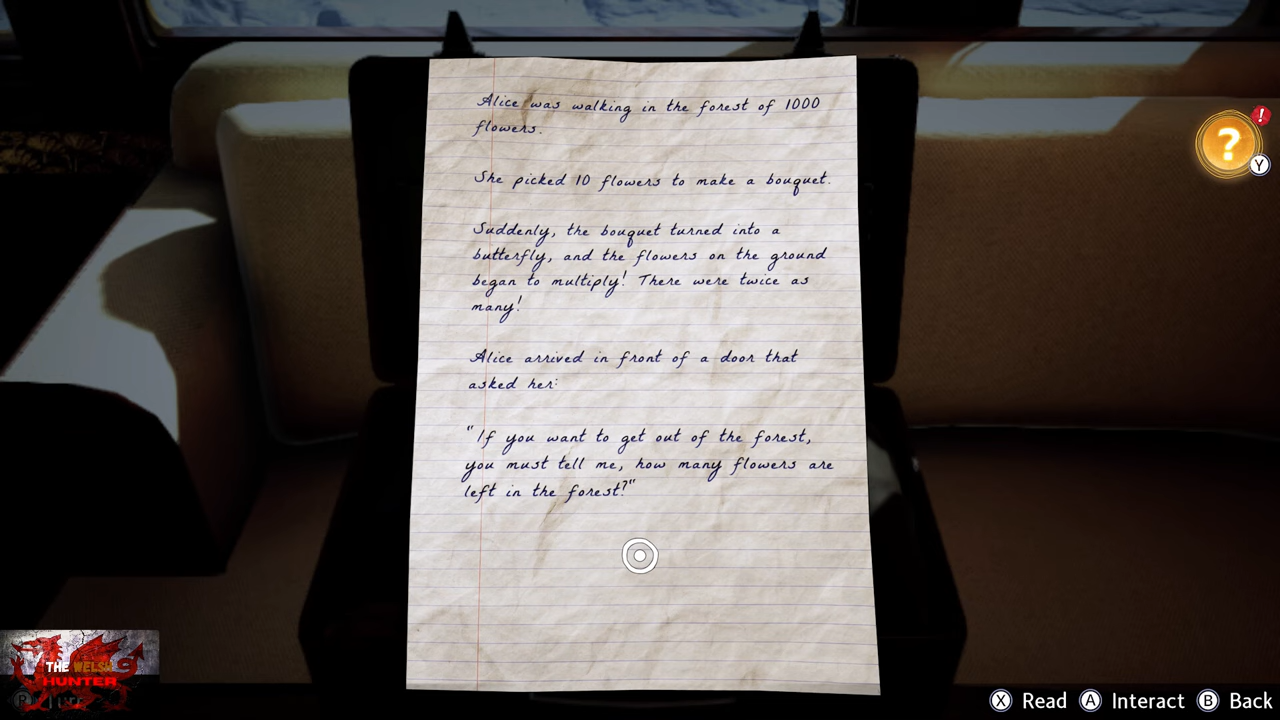 Alice was walking in the forest of 1000
flowers.
She picked 10 flowers to make a bouquet.
Suddenly, the bouquet turned into a
butterfly, and the flowers on the ground
began to multiply! There were twice as
many!
Alice arrived in front of a door that
asked her:
"If you want to get out of the forest,
you must tell me, how many flowers are
left in the forest?"
?
!
Y
THE WELSH
HUNTER
X Read A Interact B Back